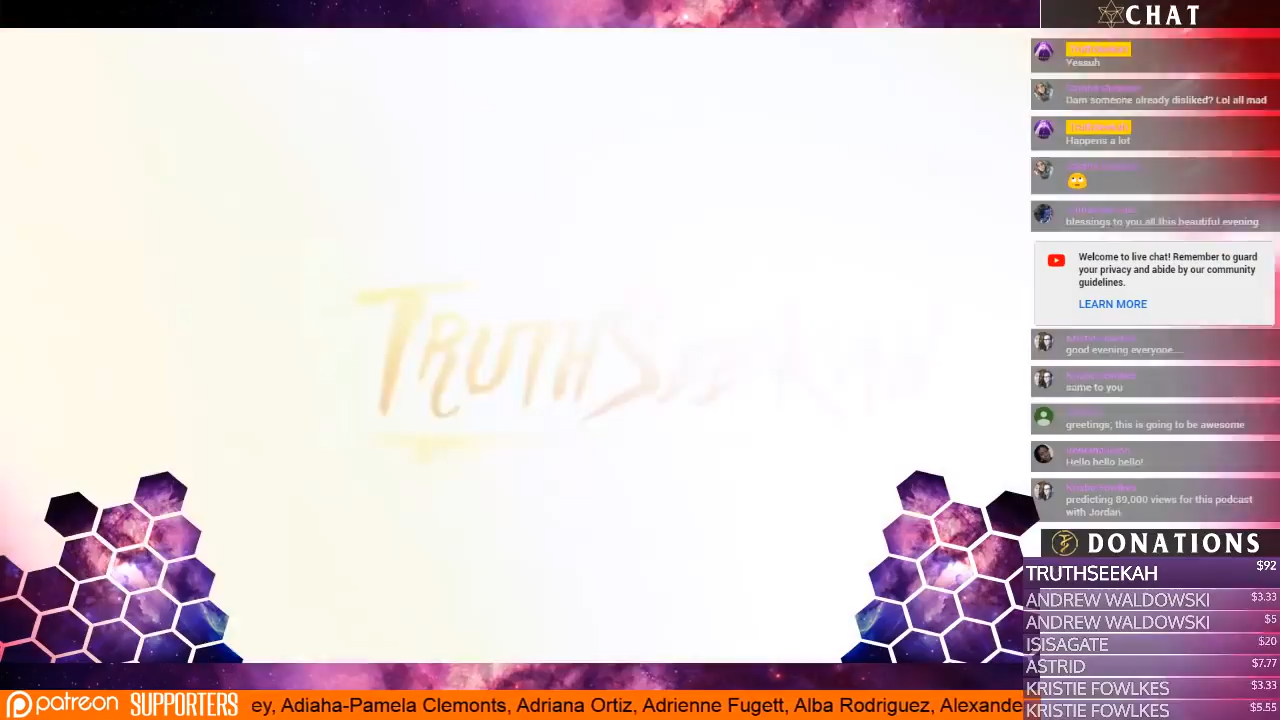 CHAT
Yessuh
Dam someone already disliked? Lol all mad
Happens a lot
blessings to you all this beautiful evening
Welcome to live chat! Remember to guard
your privacy and abide by our community
guidelines.
LEARN MORE
good evening everyone....
same to you
greetings, this is going to be awesome
Hello hello hello!
predicting 89,000 views for this podcast
with Jordan
TRUTHSEEKAH
DONATIONS
TRUTHSEEKAH $92
ANDREW WALDOWSKI $3.33
ANDREW WALDOWSKI $5
ISISAGATE $20
ASTRID $7.77
KRISTIE FOWLKES $3.33
KRISTIE FOWLKES $5.55
patreon SUPPORTERS ey, Adiaha-Pamela Clemonts, Adriana Ortiz, Adrienne Fugett, Alba Rodriguez, Alexande